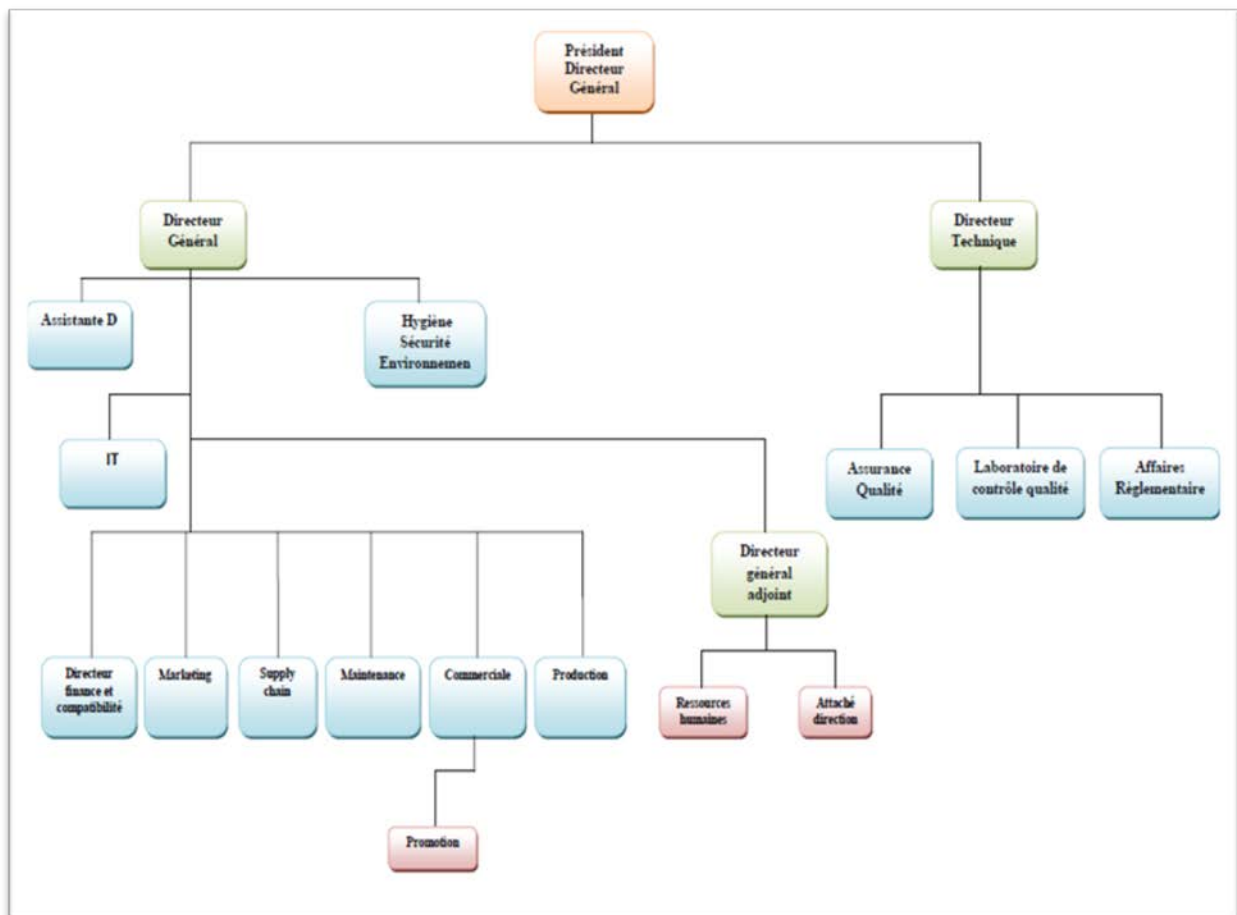 Président
Directeur
Général
Directeur
Général
Directeur
Technique
Assistante D
Hygiène
Sécurité
Environnemen
IT
Assurance
Qualité
Laboratoire de
contrôle qualité
Affaires
Règlementaire
Directeur
général
adjoint
Directeur
finance et
compatibilité
Marketing
Supply
chain
Maintenance
Commerciale
Production
Ressources
humaines
Attaché
direction
Promotion